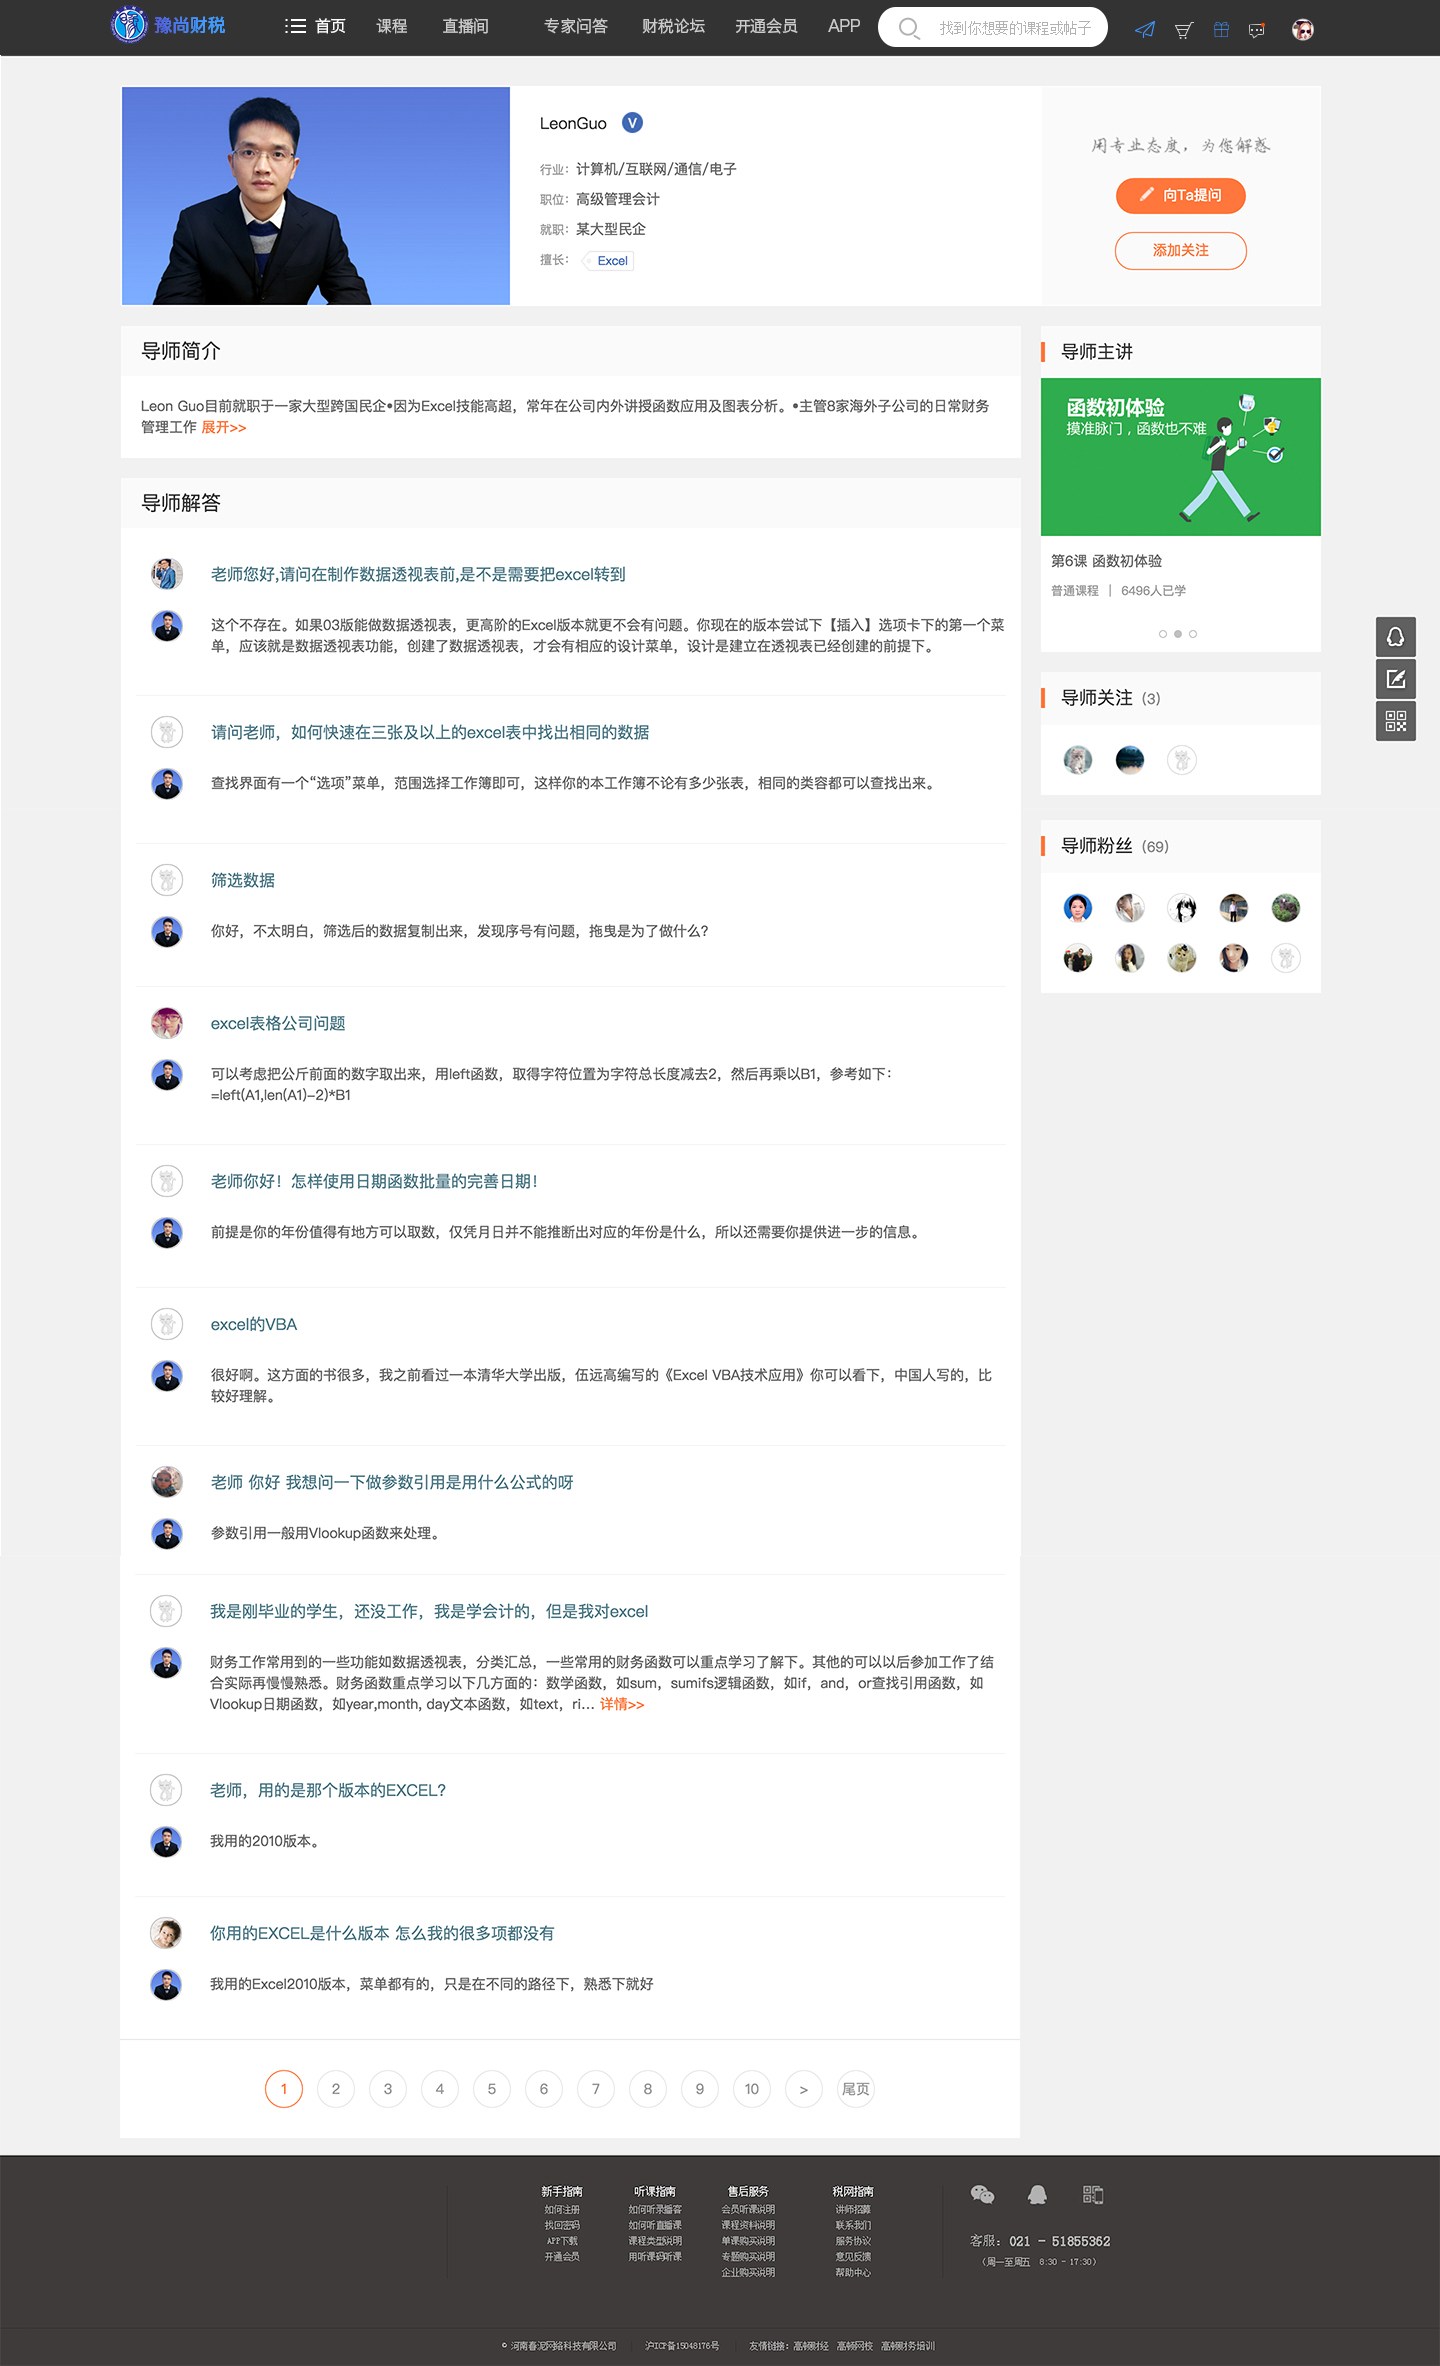 豫尚财税
首页
课程
直播间
专家问答
财税论坛
开通会员
APP
找到你想要的课程或帖子
LeonGuo V
行业：计算机/互联网/通信/电子
职位：高级管理会计
就职：某大型民企
擅长：Excel
用专业态度，为您解惑
向Ta提问
添加关注
导师简介
Leon Guo目前就职于一家大型跨国民企•因为Excel技能高超，常年在公司内外讲授函数应用及图表分析。•主管8家海外子公司的日常财务
管理工作 展开>>
导师解答
老师您好,请问在制作数据透视表前,是不是需要把excel转到
这个不存在。如果03版能做数据透视表，更高阶的Excel版本就更不会有问题。你现在的版本尝试下【插入】选项卡下的第一个菜
单，应该就是数据透视表功能，创建了数据透视表，才会有相应的设计菜单，设计是建立在透视表已经创建的前提下。
请问老师，如何快速在三张及以上的excel表中找出相同的数据
查找界面有一个“选项”菜单，范围选择工作簿即可，这样你的本工作簿不论有多少张表，相同的类容都可以查找出来。
筛选数据
你好，不太明白，筛选后的数据复制出来，发现序号有问题，拖曳是为了做什么？
excel表格公司问题
可以考虑把公斤前面的数字取出来，用left函数，取得字符位置为字符总长度减去2，然后再乘以B1，参考如下：
=left(A1,len(A1)-2)*B1
老师你好！怎样使用日期函数批量的完善日期！
前提是你的年份值得有地方可以取数，仅凭月日并不能推断出对应的年份是什么，所以还需要你提供进一步的信息。
excel的VBA
很好啊。这方面的书很多，我之前看过一本清华大学出版，伍远高编写的《Excel VBA技术应用》你可以看下，中国人写的，比
较好理解。
老师 你好 我想问一下做参数引用是用什么公式的呀
参数引用一般用Vlookup函数来处理。
我是刚毕业的学生，还没工作，我是学会计的，但是我对excel
财务工作常用到的一些功能如数据透视表，分类汇总，一些常用的财务函数可以重点学习了解下。其他的可以以后参加工作了结
合实际再慢慢熟悉。财务函数重点学习以下几方面的：数学函数，如sum，sumifs逻辑函数，如if，and，or查找引用函数，如
Vlookup日期函数，如year,month, day文本函数，如text，ri... 详情>>
老师，用的是那个版本的EXCEL？
我用的2010版本。
你用的EXCEL是什么版本 怎么我的很多项都没有
我用的Excel2010版本，菜单都有的，只是在不同的路径下，熟悉下就好
1 2 3 4 5 6 7 8 9 10 > 尾页
导师主讲
函数初体验
摸准脉门，函数也不难
第6课 函数初体验
普通课程 | 6496人已学
导师关注（3）
导师粉丝（69）
新手指南
如何注册
找回密码
APP下载
开通会员
听课指南
如何听录播客
如何听直播课
课程类型说明
用听课码听课
售后服务
会员听课说明
课程资料说明
单课购买说明
专题购买说明
企业购买说明
税网指南
讲师招募
联系我们
服务协议
意见反馈
帮助中心
客服：021 - 51855362
（周一至周五 8:30 - 17:30）
© 河南春泥网络科技有限公司 沪ICP备15048176号 友情链接：高顿财经 高顿网校 高顿财务培训